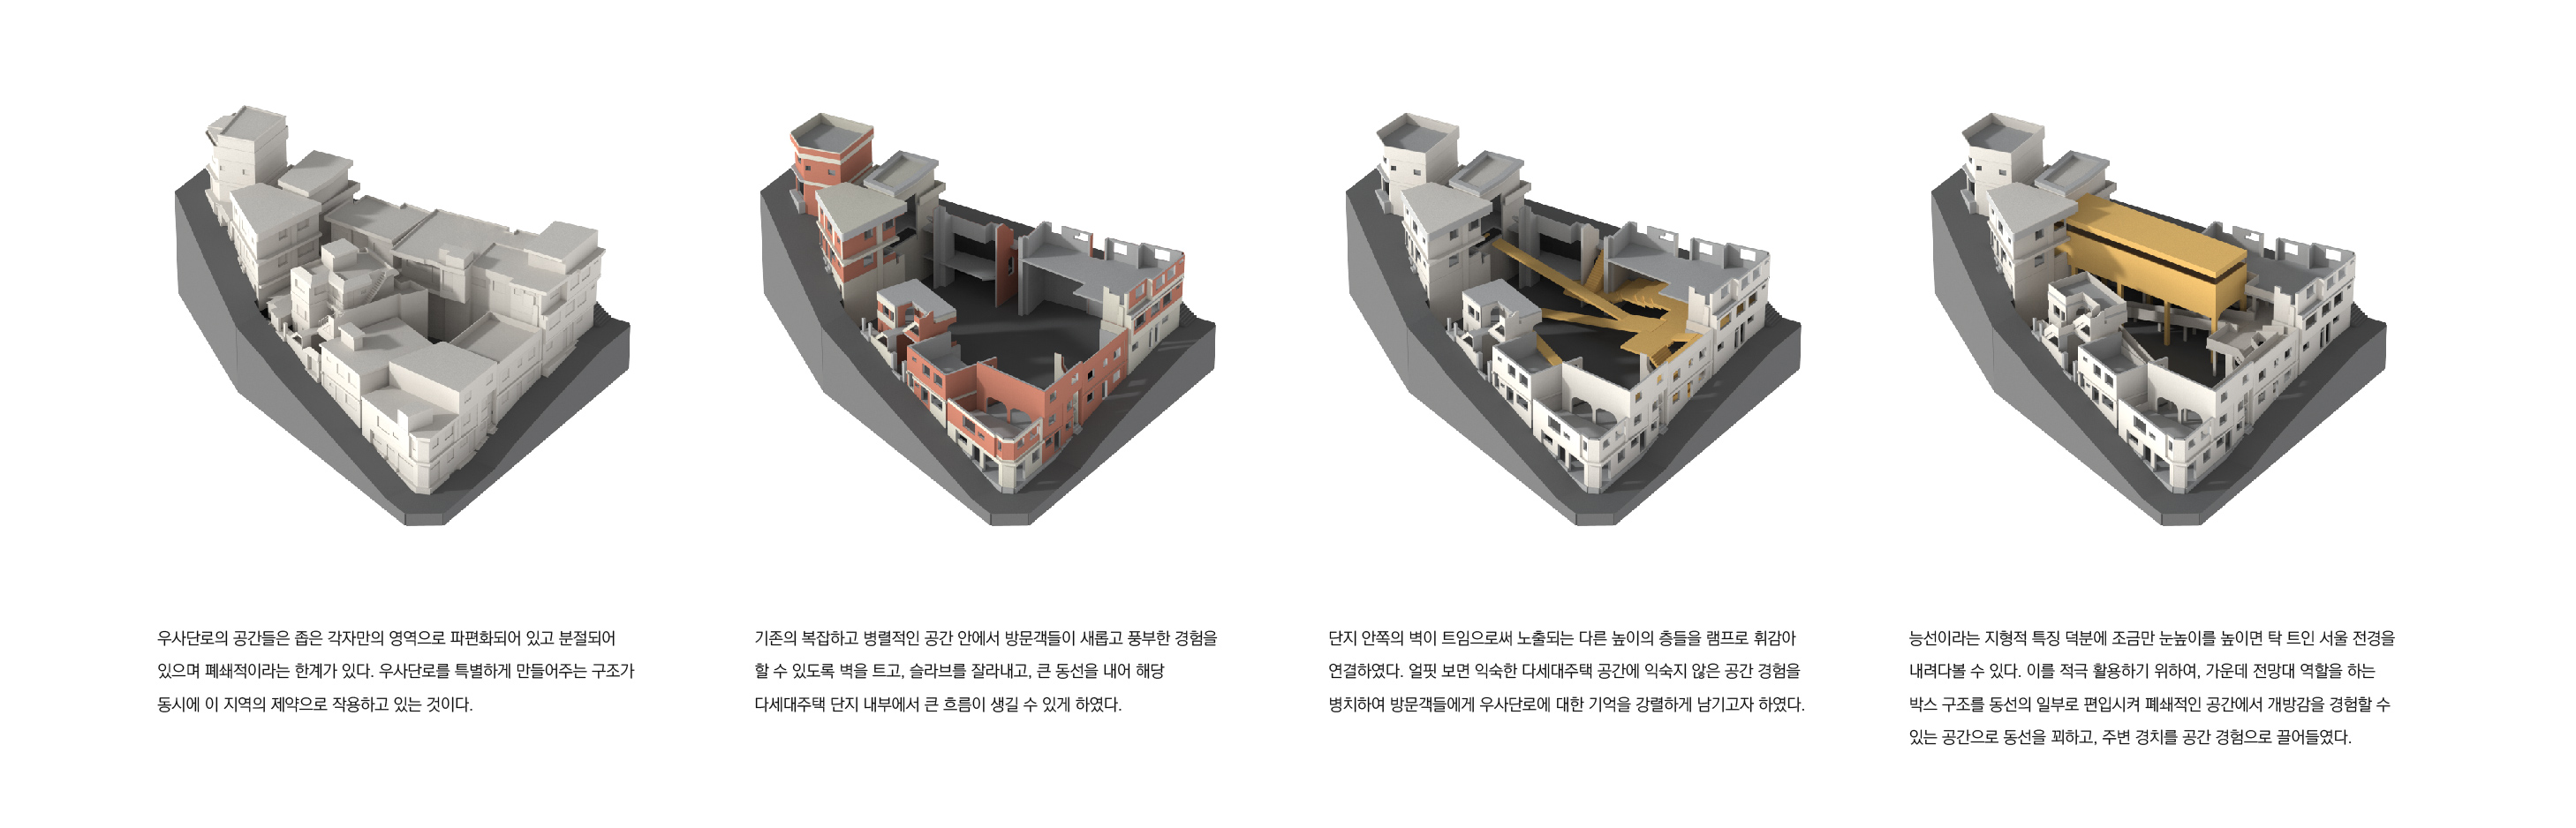 우사단로의 공간들은 좁은 각자만의 영역으로 파편화되어 있고 분절되어
있으며 폐쇄적이라는 한계가 있다. 우사단로를 특별하게 만들어주는 구조가
동시에 이 지역의 제약으로 작용하고 있는 것이다.
기존의 복잡하고 병렬적인 공간 안에서 방문객들이 새롭고 풍부한 경험을
할 수 있도록 벽을 트고, 슬라브를 잘라내고, 큰 동선을 내어 해당
다세대주택 단지 내부에서 큰 흐름이 생길 수 있게 하였다.
단지 안쪽의 벽이 트임으로써 노출되는 다른 높이의 층들을 램프로 휘감아
연결하였다. 얼핏 보면 익숙한 다세대주택 공간에 익숙지 않은 공간 경험을
병치하여 방문객들에게 우사단로에 대한 기억을 강렬하게 남기고자 하였다.
능선이라는 지형적 특징 덕분에 조금만 눈높이를 높이면 탁 트인 서울 전경을
내려다볼 수 있다. 이를 적극 활용하기 위하여, 가운데 전망대 역할을 하는
박스 구조를 동선의 일부로 편입시켜 폐쇄적인 공간에서 개방감을 경험할 수
있는 공간으로 동선을 꾀하고, 주변 경치를 공간 경험으로 끌어들였다.